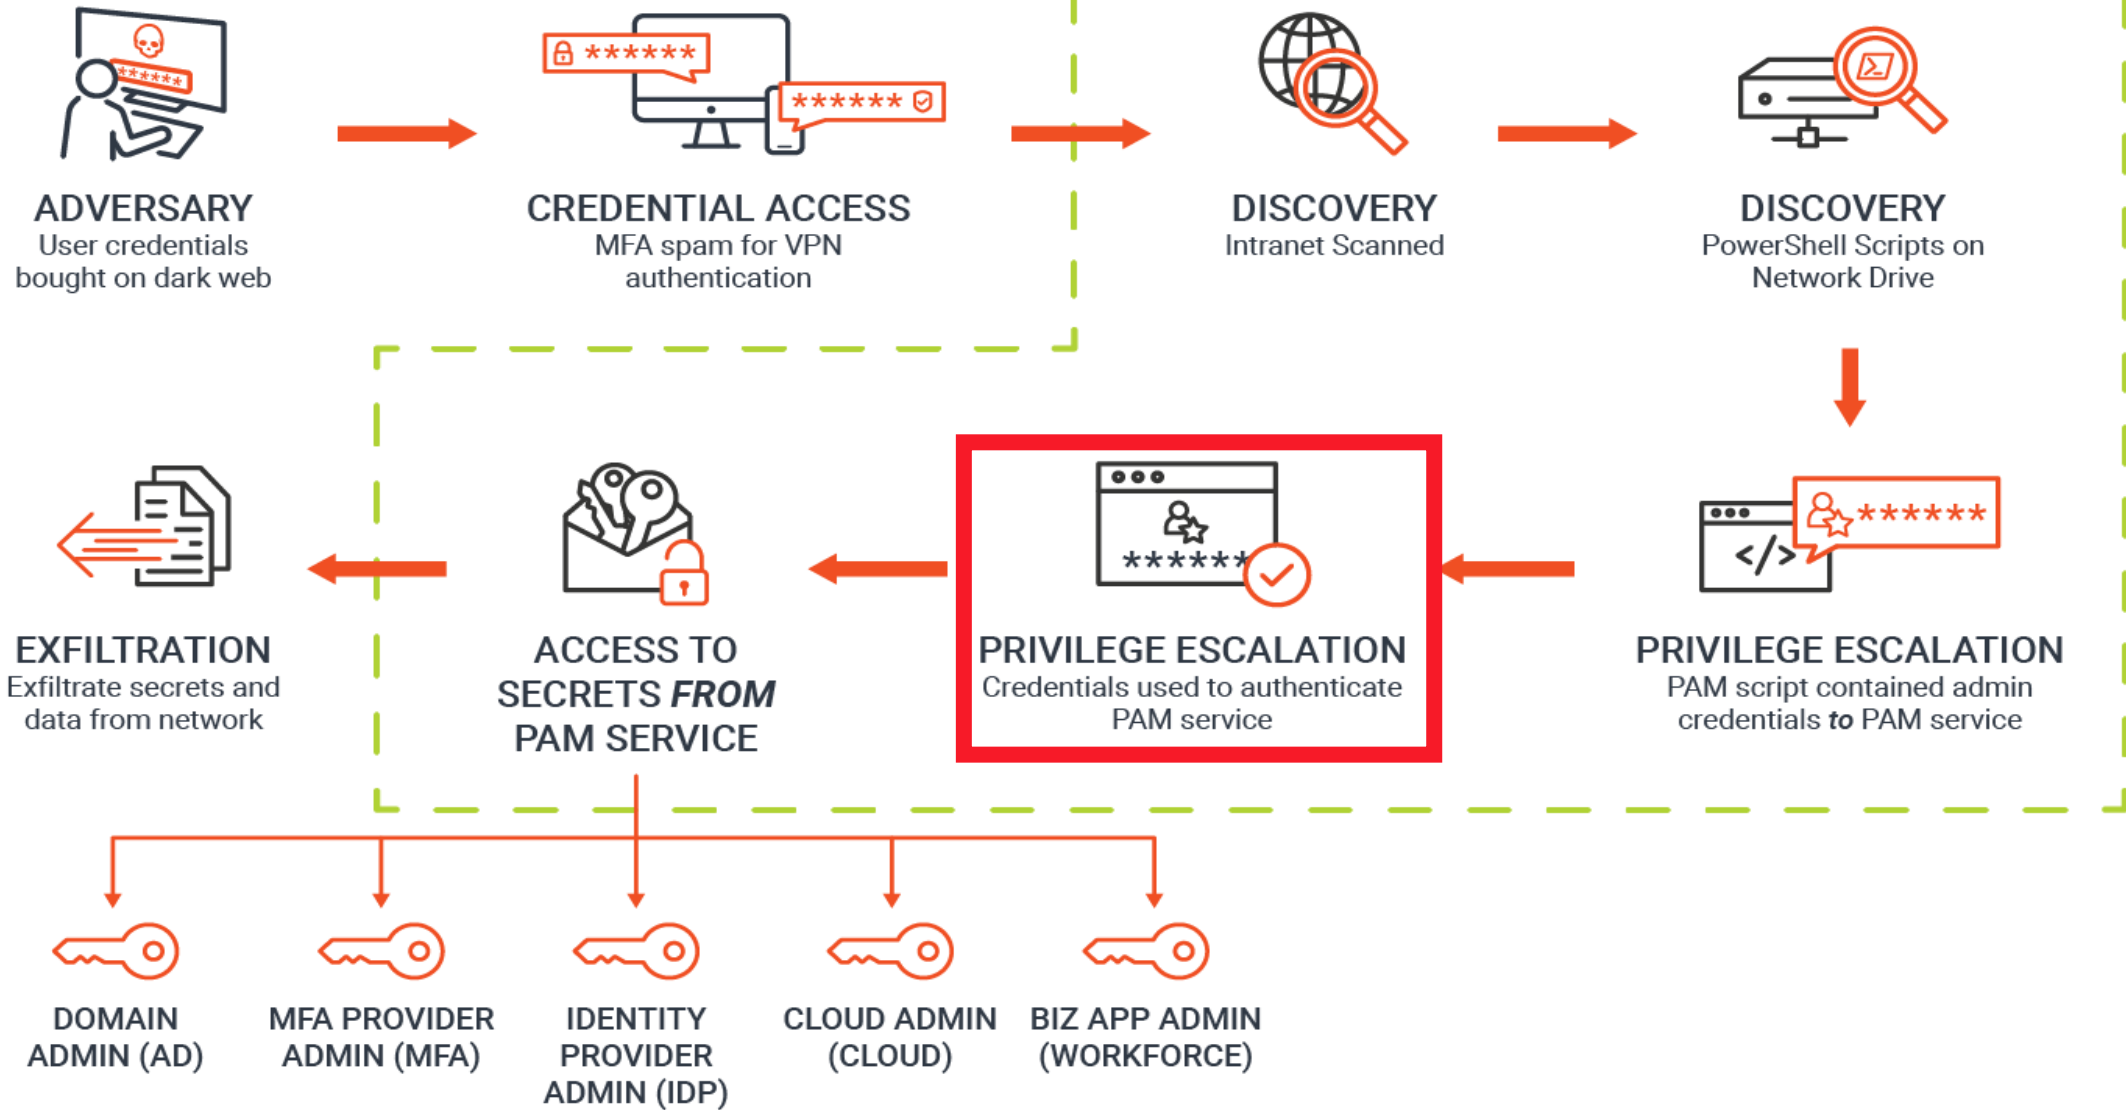 ******
******
******
ADVERSARY
User credentials
bought on dark web
CREDENTIAL ACCESS
MFA spam for VPN
authentication
DISCOVERY
Intranet Scanned
DISCOVERY
PowerShell Scripts on
Network Drive
******
</>
PRIVILEGE ESCALATION
PAM script contained admin
credentials to PAM service
******
PRIVILEGE ESCALATION
Credentials used to authenticate
PAM service
ACCESS TO
SECRETS FROM
PAM SERVICE
EXFILTRATION
Exfiltrate secrets and
data from network
DOMAIN
ADMIN (AD)
MFA PROVIDER
ADMIN (MFA)
IDENTITY
PROVIDER
ADMIN (IDP)
CLOUD ADMIN
(CLOUD)
BIZ APP ADMIN
(WORKFORCE)